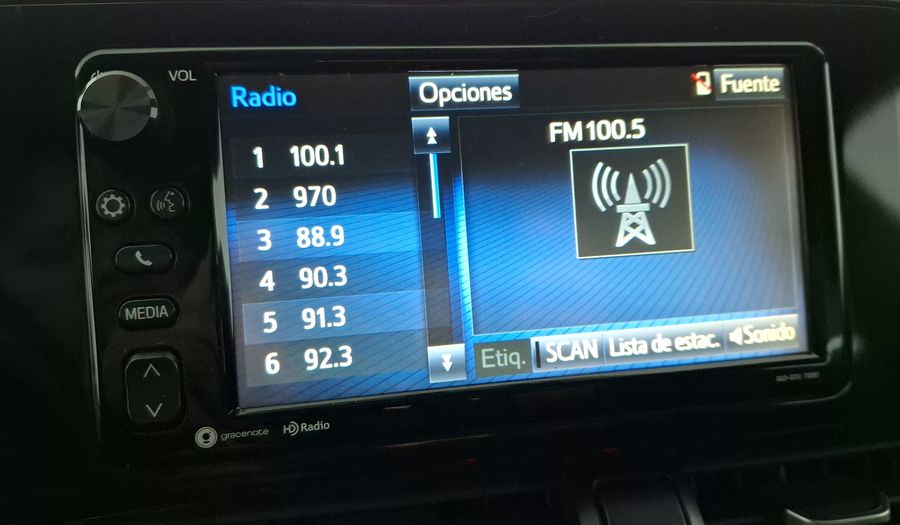 VOL
Radio
Opciones
Fuente
FM 100.5
1 100.1
2 970
3 88.9
4 90.3
5 91.3
6 92.3
Etiq.
SCAN
Lista de estac.
Sonido
MEDIA
gracenote
HD Radio